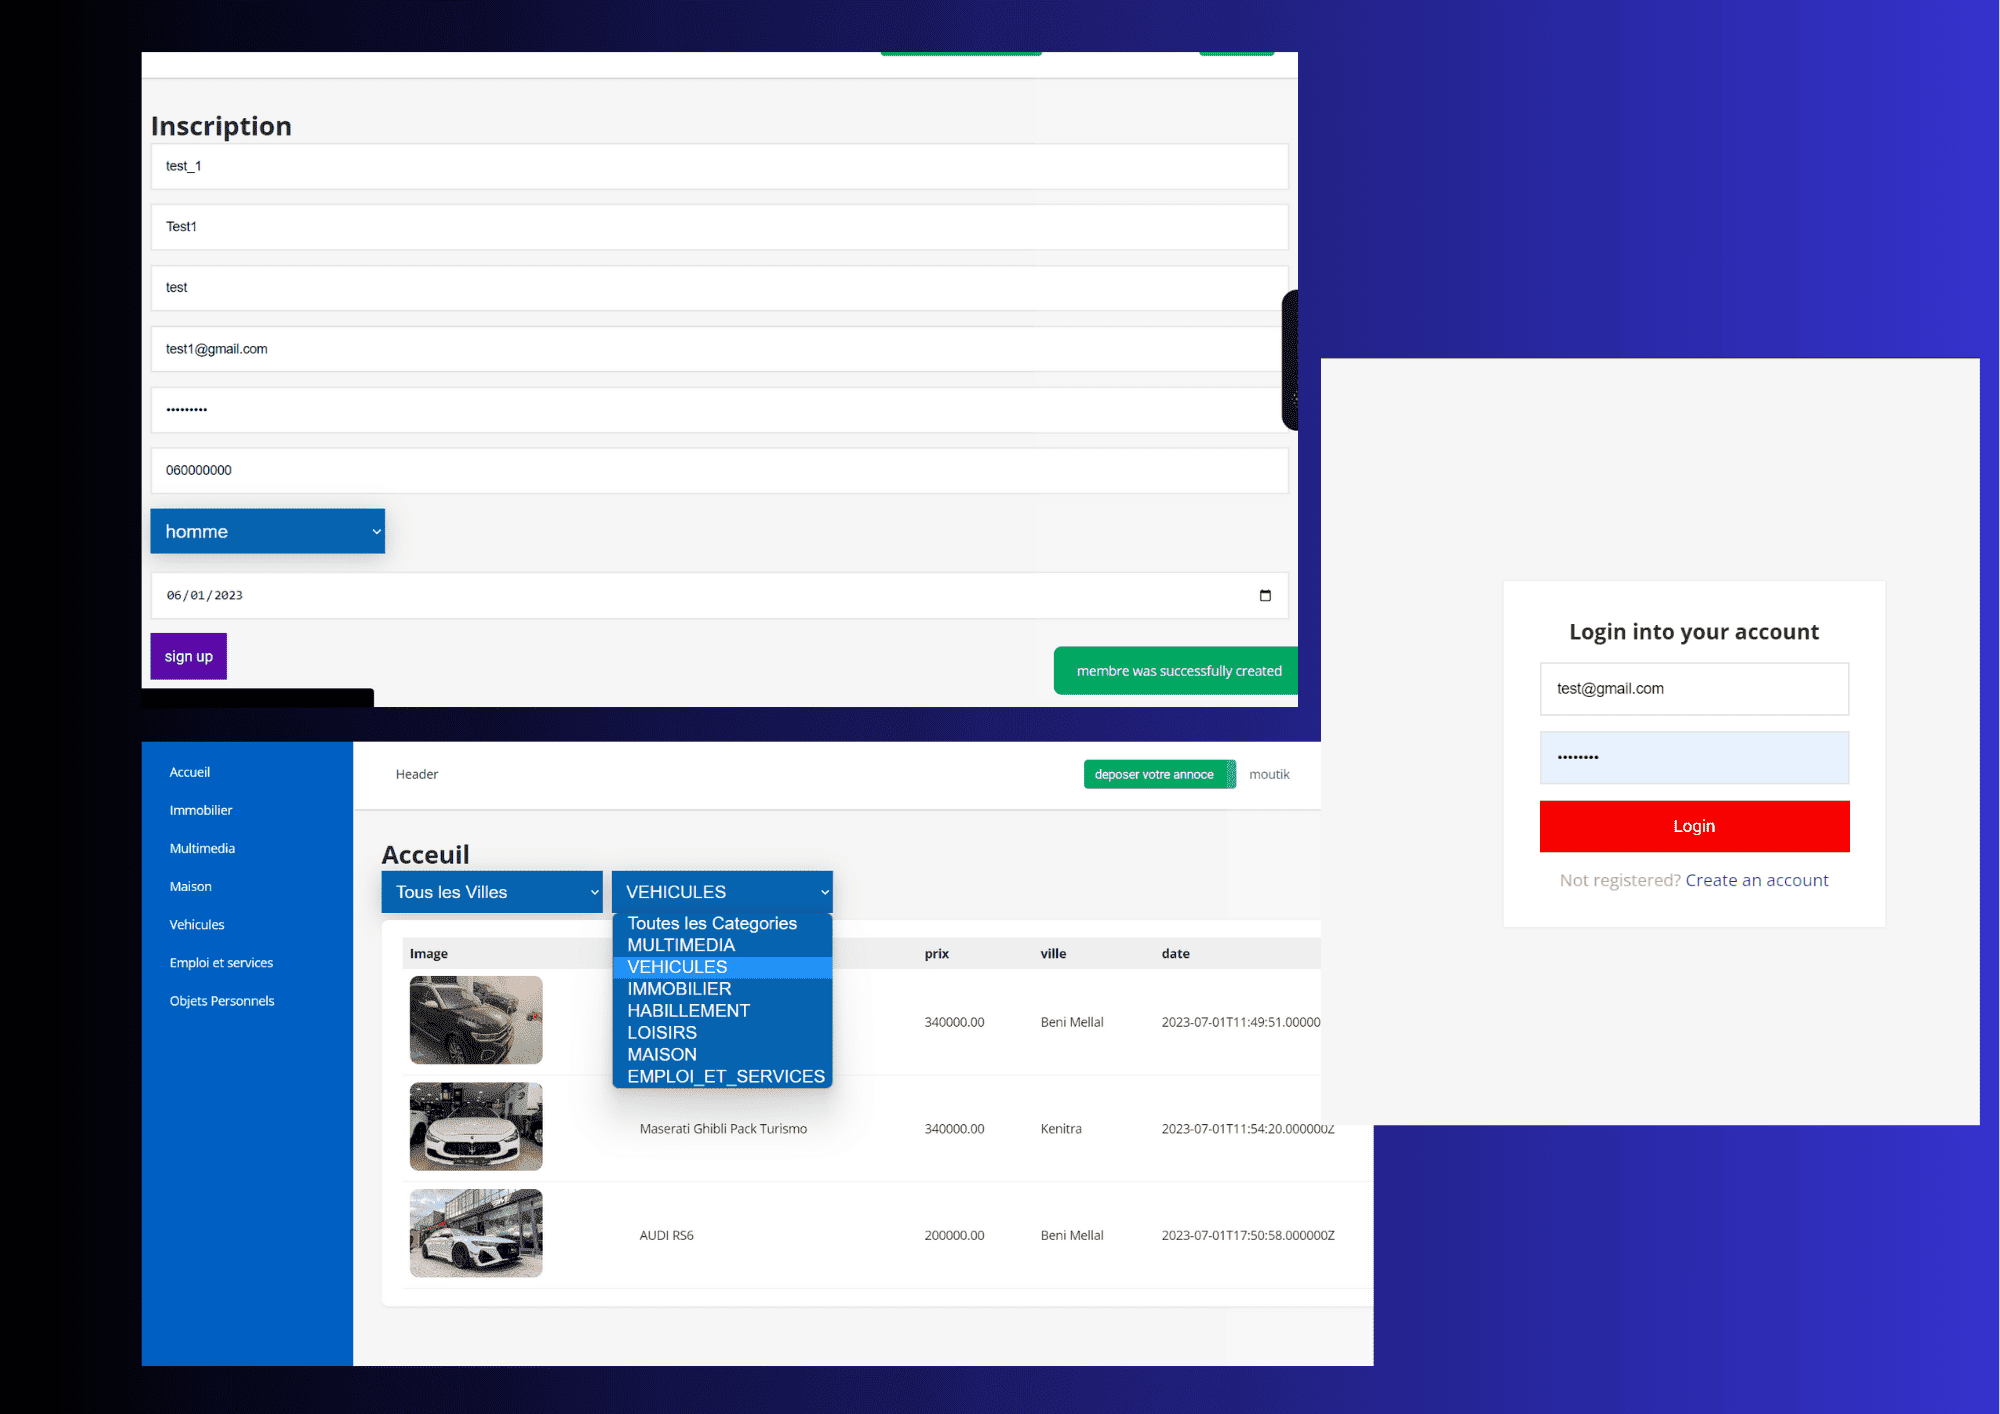 Inscription
test_1
Test1
test
test1@gmail.com
•••••••••
060000000
homme
06/01/2023
sign up
membre was successfully created
Accueil
Immobilier
Multimedia
Maison
Vehicules
Emploi et services
Objets Personnels
Header
deposer votre annoce
moutik
Acceuil
Tous les Villes
VEHICULES
Toutes les Categories
MULTIMEDIA
VEHICULES
IMMOBILIER
HABILLEMENT
LOISIRS
MAISON
EMPLOI_ET_SERVICES
Image prix ville date
340000.00 Beni Mellal 2023-07-01T11:49:51.00000
Maserati Ghibli Pack Turismo 340000.00 Kenitra 2023-07-01T11:54:20.000000Z
AUDI RS6 200000.00 Beni Mellal 2023-07-01T17:50:58.000000Z
Login into your account
test@gmail.com
••••••••
Login
Not registered? Create an account